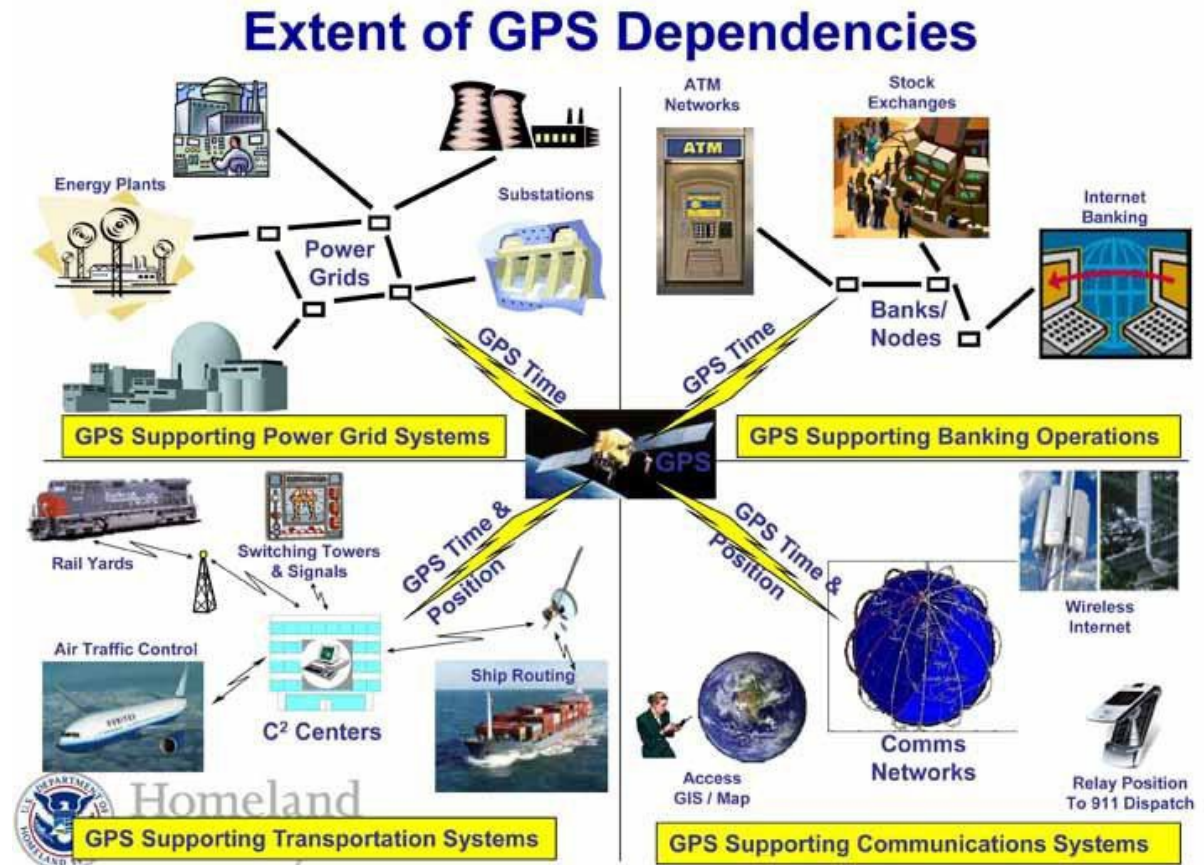 Extent of GPS Dependencies
Energy Plants
Substations
Power
Grids
GPS Time
GPS Supporting Power Grid Systems
ATM
Networks
Stock
Exchanges
ATM
Internet
Banking
Banks/
Nodes
GPS Time
GPS Supporting Banking Operations
GPS
Rail Yards
Switching Towers
& Signals
GPS Time &
Position
Air Traffic Control
C² Centers
Ship Routing
Homeland
U.S. DEPARTMENT OF
GPS Supporting Transportation Systems
GPS Time &
Position
Wireless
Internet
Comms
Networks
Access
GIS / Map
Relay Position
To 911 Dispatch
GPS Supporting Communications Systems